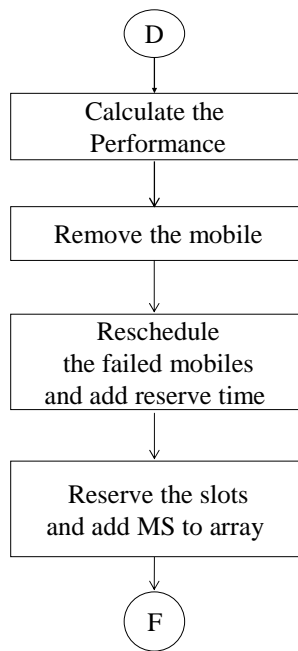 D
Calculate the
Performance
Remove the mobile
Reschedule
the failed mobiles
and add reserve time
Reserve the slots
and add MS to array
F